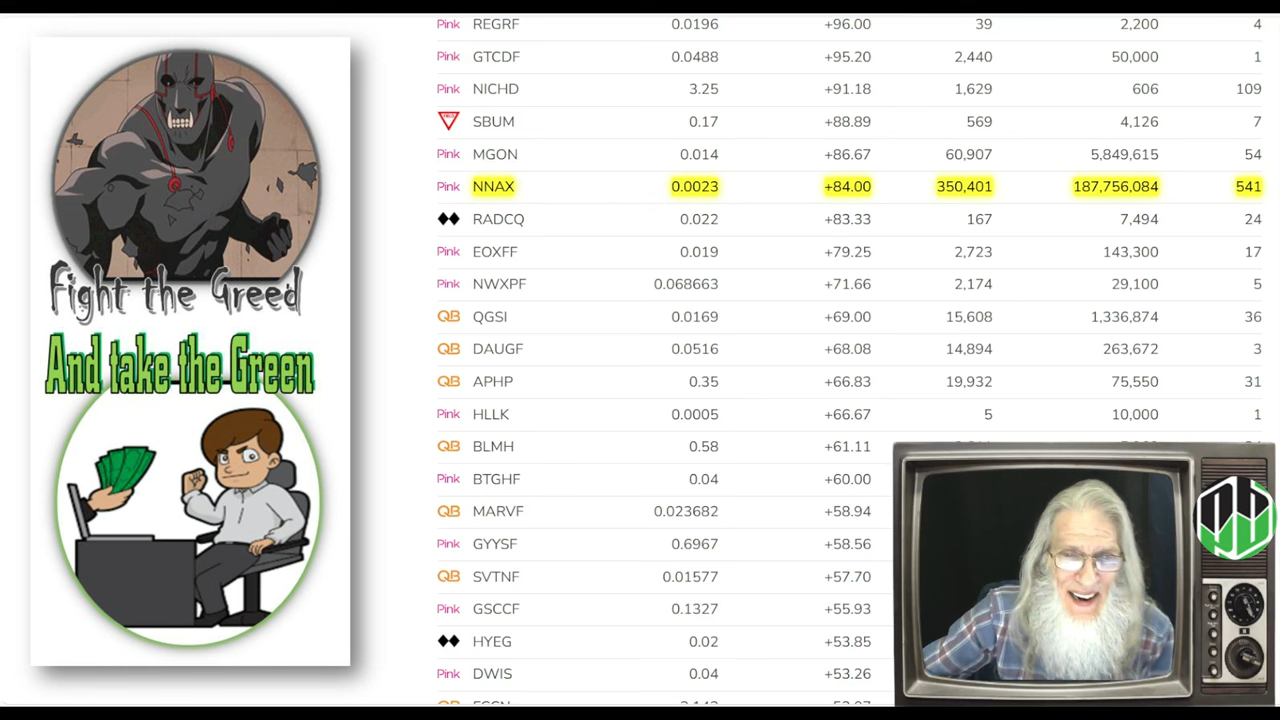 Fight the Greed
And take the Green
Pink REGRF 0.0196 +96.00 39 2,200 4
Pink GTCDF 0.0488 +95.20 2,440 50,000 1
Pink NICHD 3.25 +91.18 1,629 606 109
SBUM 0.17 +88.89 569 4,126 7
Pink MGON 0.014 +86.67 60,907 5,849,615 54
Pink NNAX 0.0023 +84.00 350,401 187,756,084 541
RADCQ 0.022 +83.33 167 7,494 24
Pink EOXFF 0.019 +79.25 2,723 143,300 17
Pink NWXPF 0.068663 +71.66 2,174 29,100 5
QB QGSI 0.0169 +69.00 15,608 1,336,874 36
QB DAUGF 0.0516 +68.08 14,894 263,672 3
QB APHP 0.35 +66.83 19,932 75,550 31
Pink HLLK 0.0005 +66.67 5 10,000 1
QB BLMH 0.58 +61.11
Pink BTGHF 0.04 +60.00
QB MARVF 0.023682 +58.94
Pink GYYSF 0.6967 +58.56
QB SVTNF 0.01577 +57.70
Pink GSCCF 0.1327 +55.93
HYEG 0.02 +53.85
Pink DWIS 0.04 +53.26